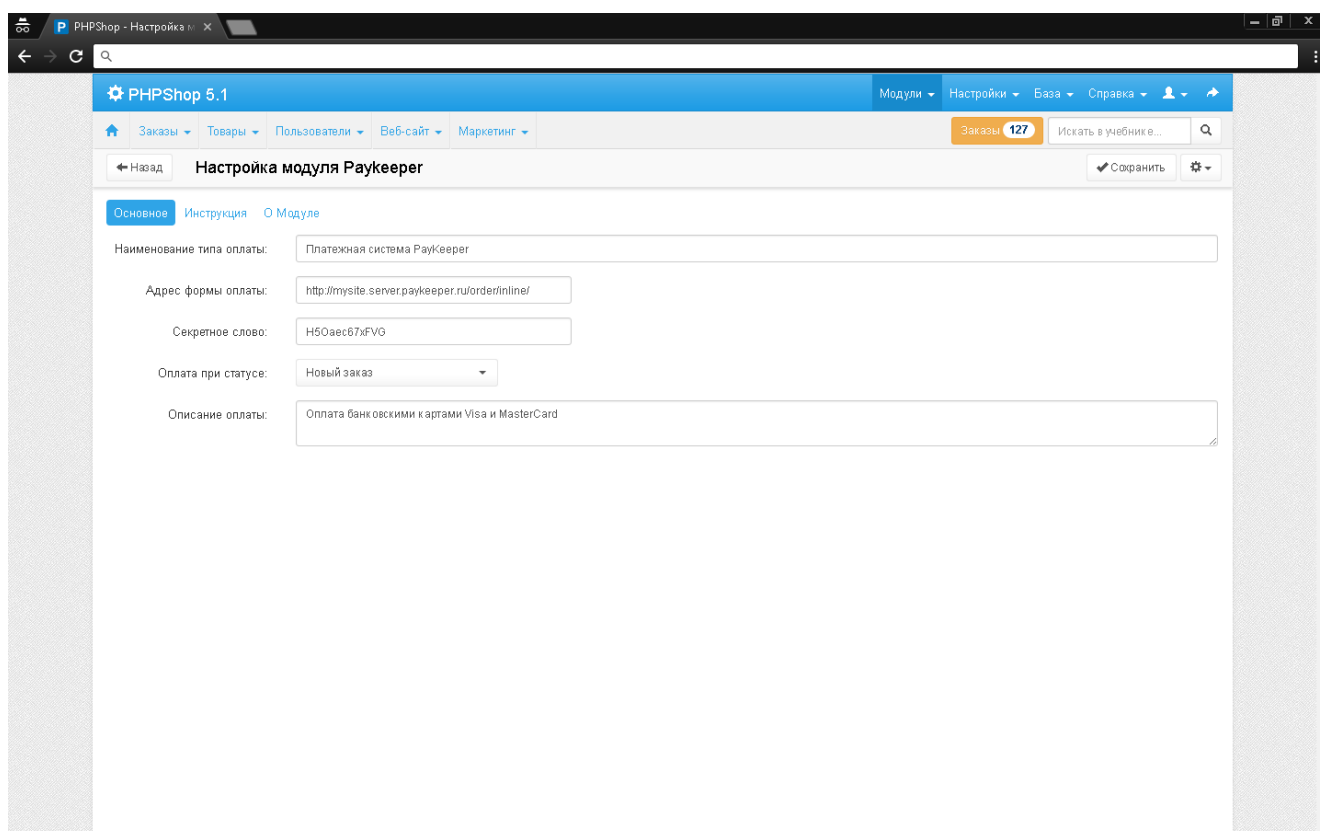 PHPShop - Настройка м
PHPShop 5.1 Модули Настройки База Справка
Заказы Товары Пользователи Веб-сайт Маркетинг Заказы 127 Искать в учебнике...
Назад Настройка модуля Paykeeper Сохранить
Основное Инструкция О Модуле
Наименование типа оплаты: Платежная система PayKeeper
Адрес формы оплаты: http://mysite.server.paykeeper.ru/order/inline/
Секретное слово: H5Oaec67xFVG
Оплата при статусе: Новый заказ
Описание оплаты: Оплата банковскими картами Visa и MasterCard